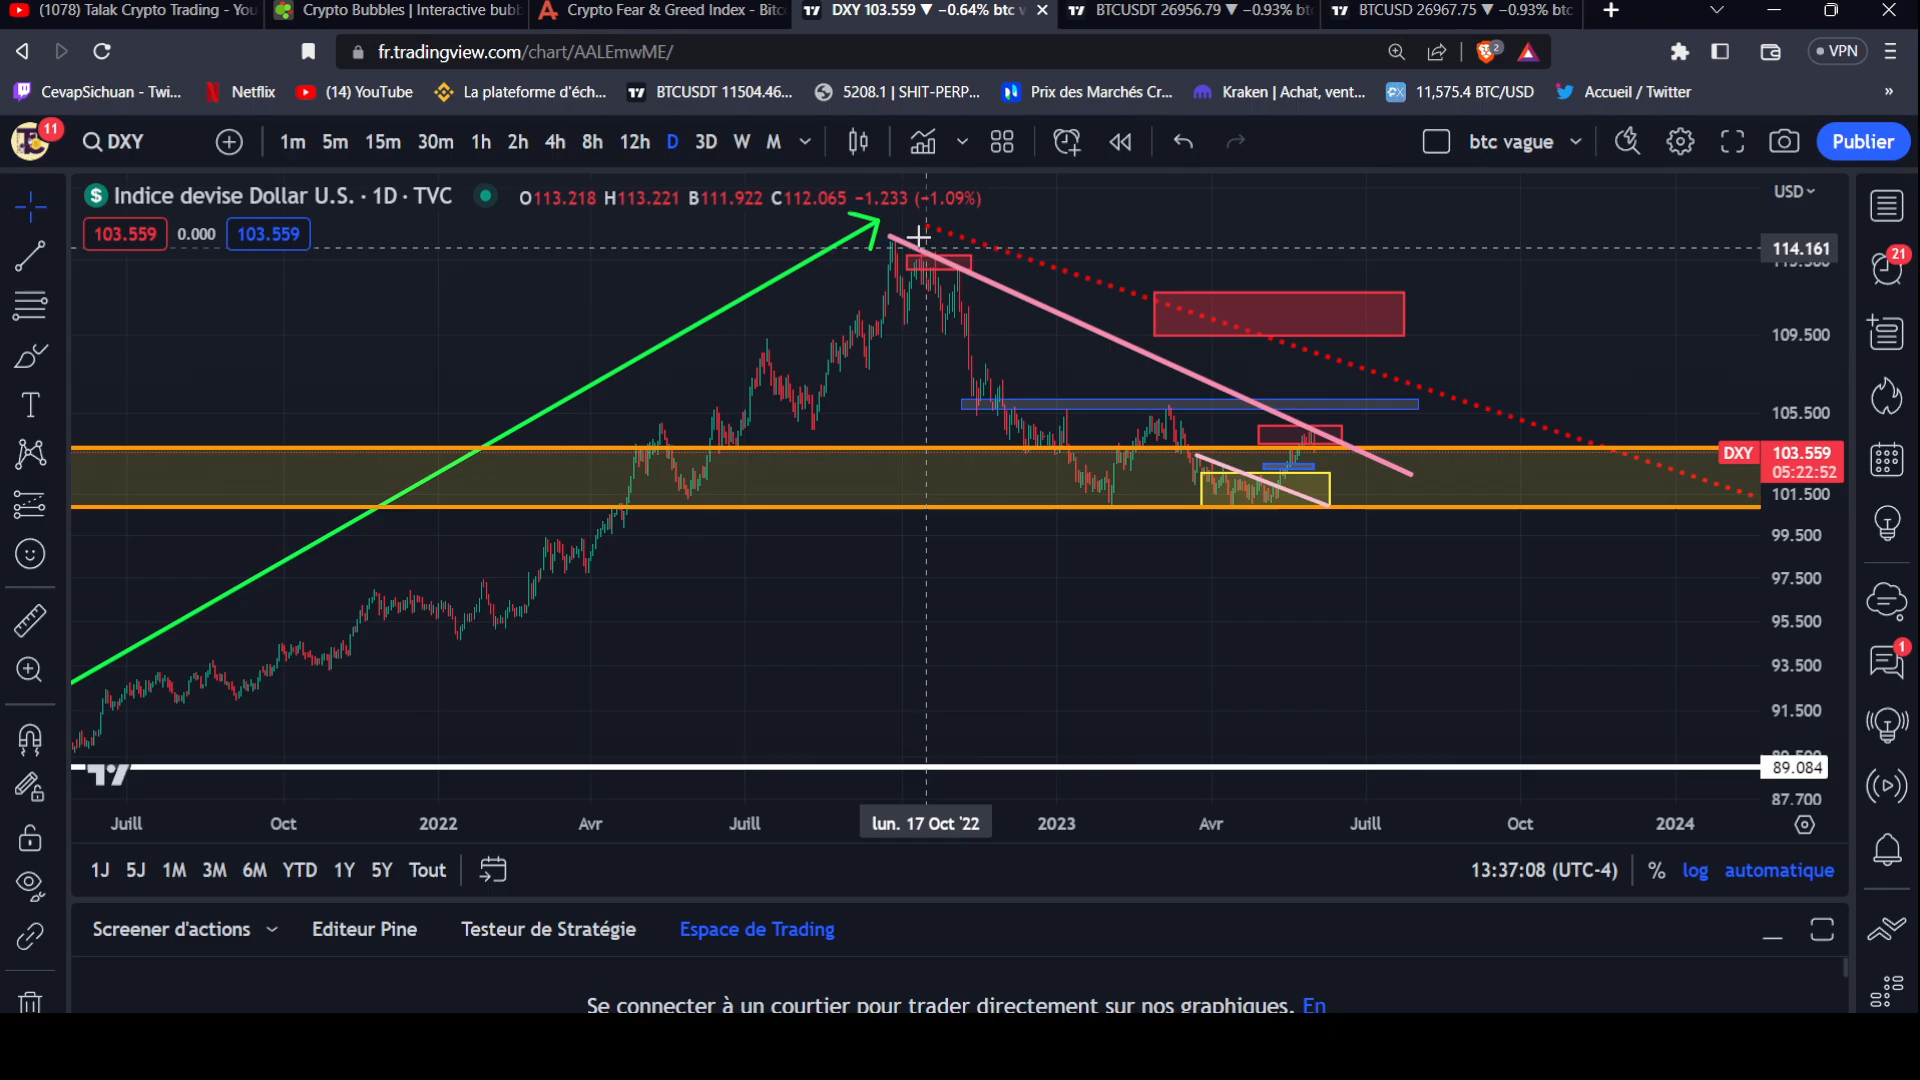 (1078) Talak Crypto Trading - You
Crypto Bubbles | Interactive bubb
Crypto Fear & Greed Index - Bitc
DXY 103.559 ▼ −0.64% btc v
BTCUSDT 26956.79 ▼ −0.93% bt
BTCUSD 26967.75 ▼ −0.93% btc
fr.tradingview.com/chart/AALEmwME/
2
VPN
CevapSichuan - Twi...
Netflix
(14) YouTube
La plateforme d'éch...
BTCUSDT 11504.46...
5208.1 | SHIT-PERP...
Prix des Marchés Cr...
Kraken | Achat, vent...
11,575.4 BTC/USD
Accueil / Twitter
»
11
DXY
1m 5m 15m 30m 1h 2h 4h 8h 12h D 3D W M
btc vague
Publier
$ Indice devise Dollar U.S. · 1D · TVC
O113.218 H113.221 B111.922 C112.065 −1.233 (−1.09%)
USD
103.559 0.000 103.559
114.161
21
109.500
105.500
DXY 103.559
05:22:52
101.500
99.500
97.500
95.500
93.500
1
91.500
89.084
87.700
Juill Oct 2022 Avr Juill lun. 17 Oct '22 2023 Avr Juill Oct 2024
1J 5J 1M 3M 6M YTD 1Y 5Y Tout
13:37:08 (UTC-4) % log automatique
Screener d'actions Editeur Pine Testeur de Stratégie Espace de Trading
Se connecter à un courtier pour trader directement sur nos graphiques. En